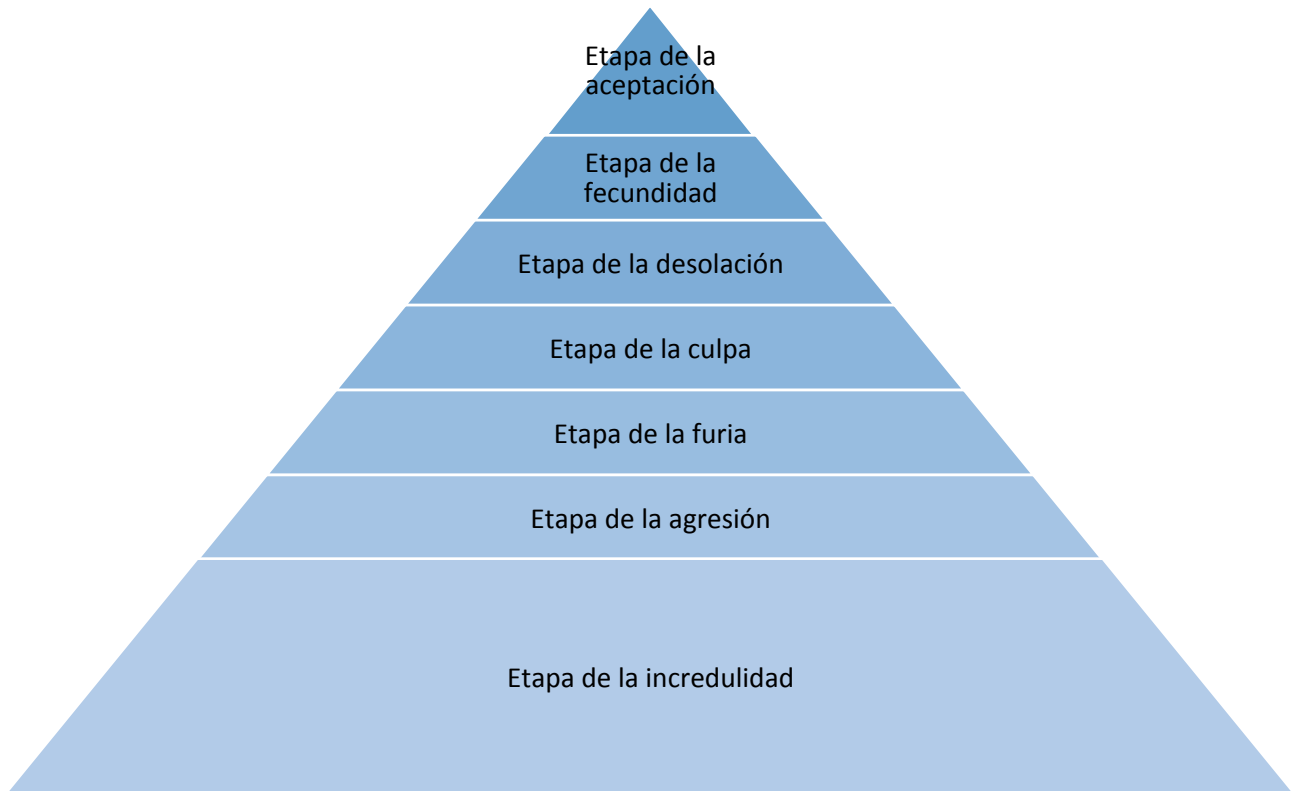 Etapa de la
aceptación
Etapa de la
fecundidad
Etapa de la desolación
Etapa de la culpa
Etapa de la furia
Etapa de la agresión
Etapa de la incredulidad